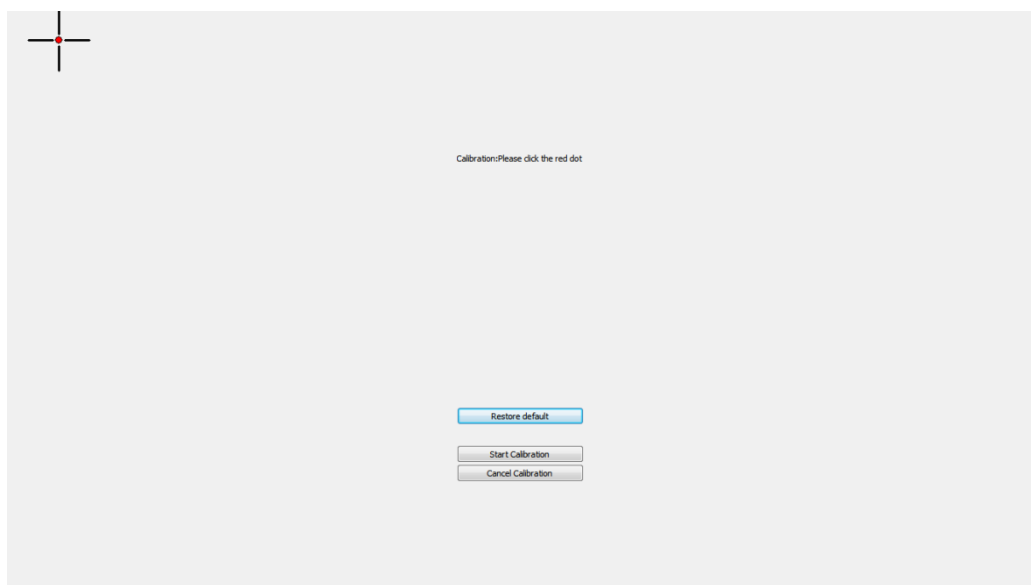 Calibration:Please click the red dot
Restore default
Start Calibration
Cancel Calibration